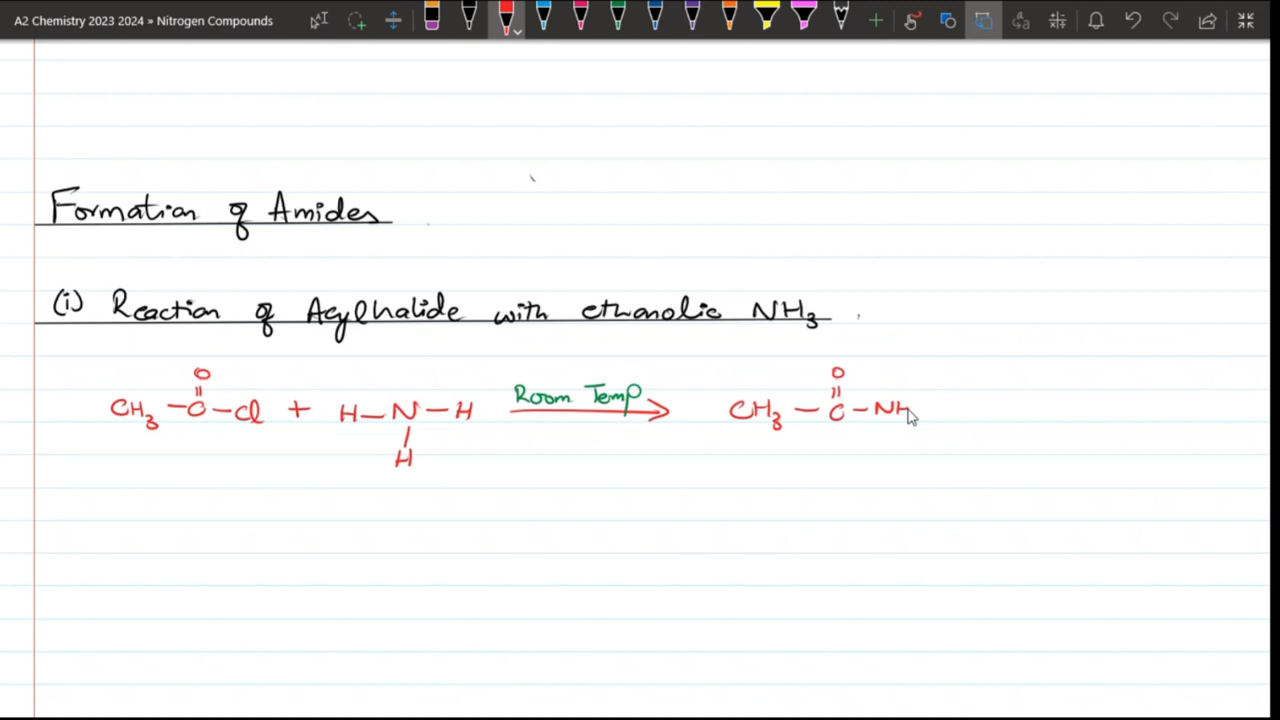 A2 Chemistry 2023 2024 » Nitrogen Compounds
Formation of Amides
(i) Reaction of Acylhalide with ethanolic NH₃
O O
CH₃ – C – Cl + H – N – H Room Temp CH₃ – C – NH
H